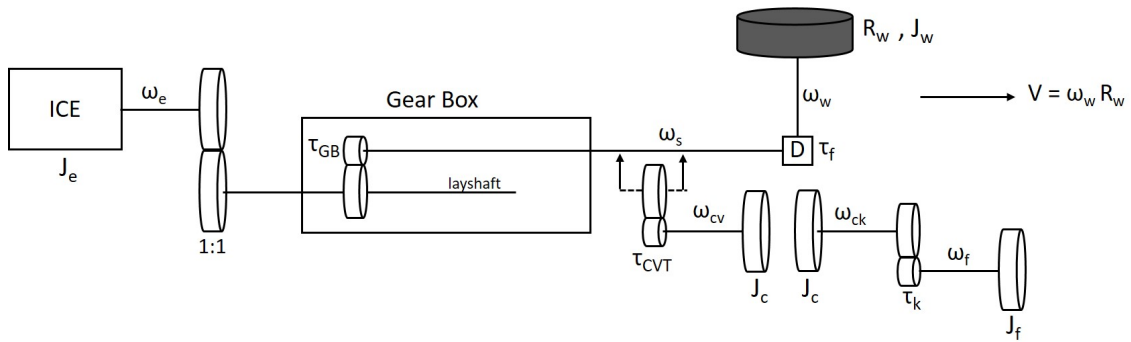 R_w , J_w
ICE
ω_e
Gear Box
ω_w
V = ω_w R_w
J_e
τ_GB
ω_s
D
τ_f
layshaft
1:1
ω_cv
ω_ck
τ_CVT
ω_f
J_c
J_c
τ_k
J_f